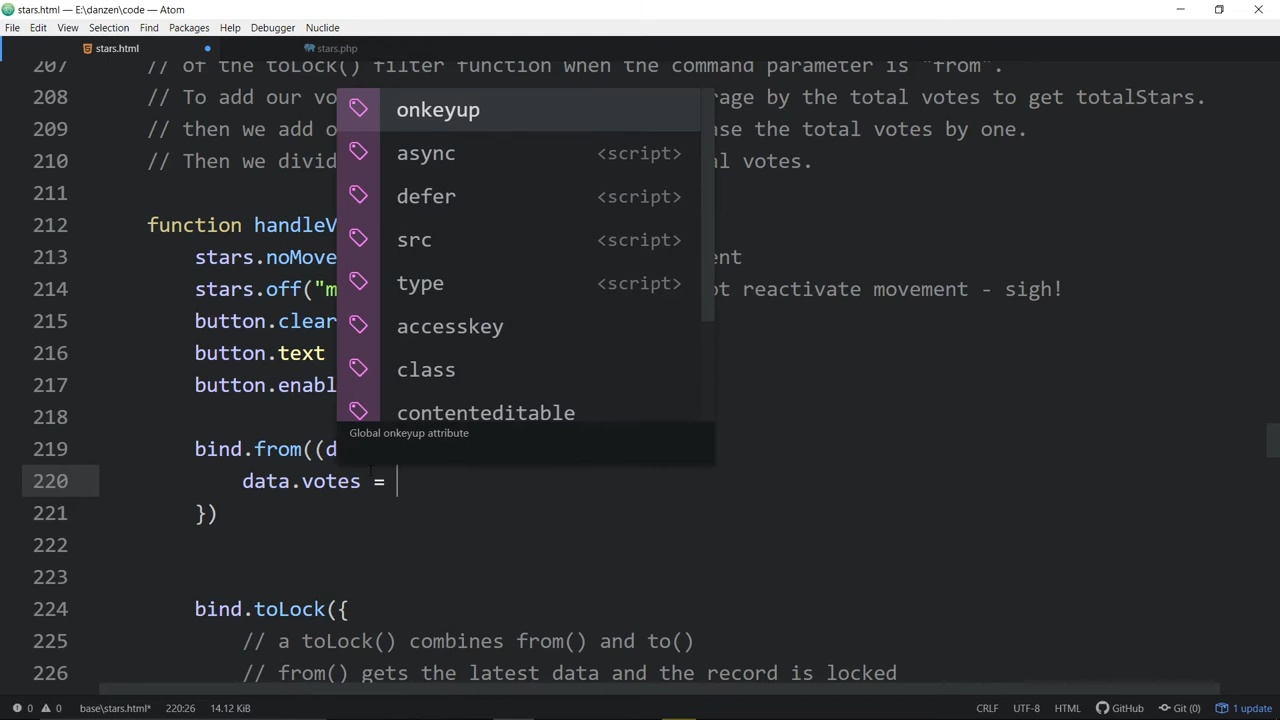 stars.html — E:\danzen\code — Atom
File Edit View Selection Find Packages Help Debugger Nuclide
stars.html stars.php
207 // of the toLock() filter function when the command parameter is "from".
208 // To add our vo rage by the total votes to get totalStars.
209 // then we add o ase the total votes by one.
210 // Then we divid al votes.
211
212 function handleV
213 stars.noMove ent
214 stars.off("m ot reactivate movement - sigh!
215 button.clear
216 button.text
217 button.enabl
218
219 bind.from((d
220 data.votes =
221 })
222
223
224 bind.toLock({
225 // a toLock() combines from() and to()
226 // from() gets the latest data and the record is locked
onkeyup
async <script>
defer <script>
src <script>
type <script>
accesskey
class
contenteditable
Global onkeyup attribute
0 0 base\stars.html* 220:26 14.12 KiB CRLF UTF-8 HTML GitHub Git (0) 1 update